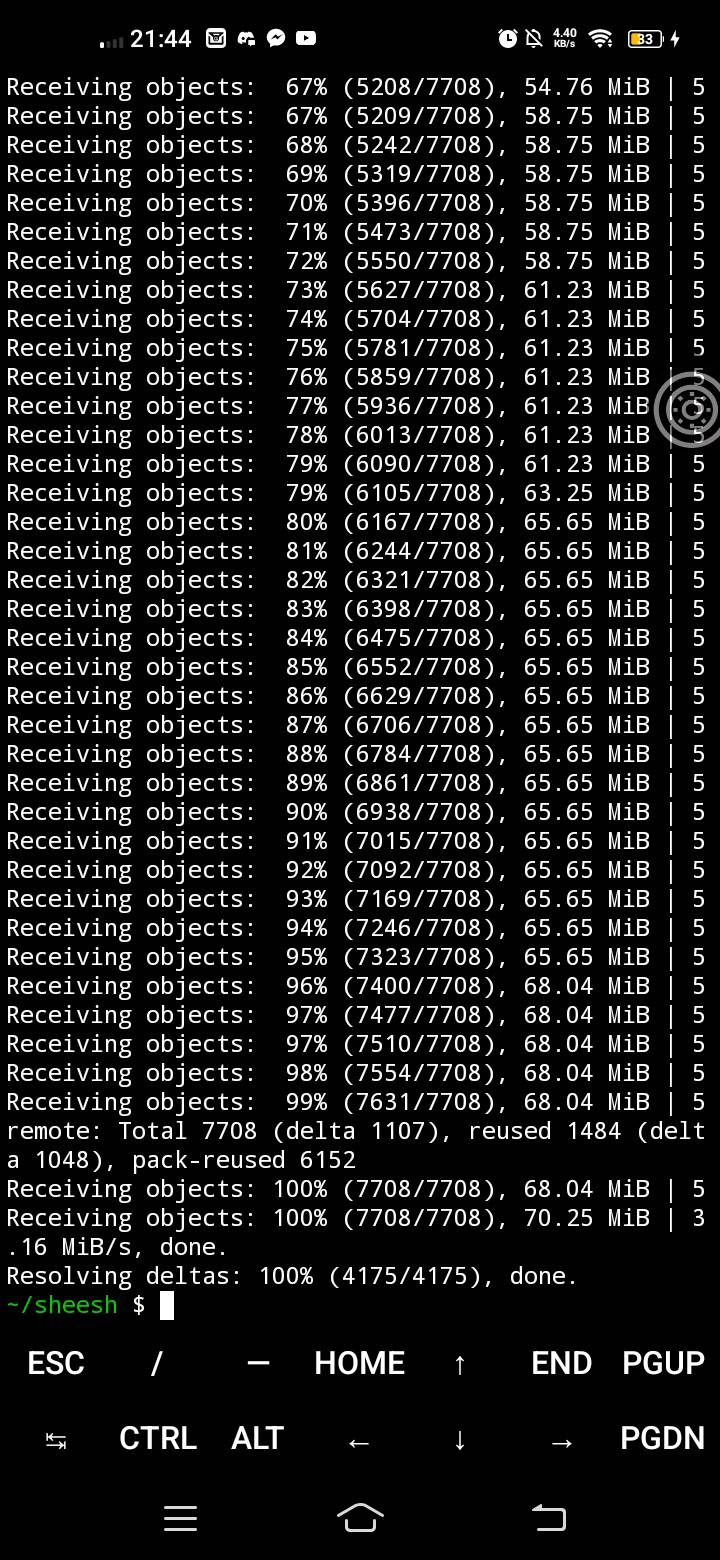 21:44 4.40 KB/s 33
Receiving objects:  67% (5208/7708), 54.76 MiB | 5
Receiving objects:  67% (5209/7708), 58.75 MiB | 5
Receiving objects:  68% (5242/7708), 58.75 MiB | 5
Receiving objects:  69% (5319/7708), 58.75 MiB | 5
Receiving objects:  70% (5396/7708), 58.75 MiB | 5
Receiving objects:  71% (5473/7708), 58.75 MiB | 5
Receiving objects:  72% (5550/7708), 58.75 MiB | 5
Receiving objects:  73% (5627/7708), 61.23 MiB | 5
Receiving objects:  74% (5704/7708), 61.23 MiB | 5
Receiving objects:  75% (5781/7708), 61.23 MiB | 5
Receiving objects:  76% (5859/7708), 61.23 MiB | 5
Receiving objects:  77% (5936/7708), 61.23 MiB | 5
Receiving objects:  78% (6013/7708), 61.23 MiB | 5
Receiving objects:  79% (6090/7708), 61.23 MiB | 5
Receiving objects:  79% (6105/7708), 63.25 MiB | 5
Receiving objects:  80% (6167/7708), 65.65 MiB | 5
Receiving objects:  81% (6244/7708), 65.65 MiB | 5
Receiving objects:  82% (6321/7708), 65.65 MiB | 5
Receiving objects:  83% (6398/7708), 65.65 MiB | 5
Receiving objects:  84% (6475/7708), 65.65 MiB | 5
Receiving objects:  85% (6552/7708), 65.65 MiB | 5
Receiving objects:  86% (6629/7708), 65.65 MiB | 5
Receiving objects:  87% (6706/7708), 65.65 MiB | 5
Receiving objects:  88% (6784/7708), 65.65 MiB | 5
Receiving objects:  89% (6861/7708), 65.65 MiB | 5
Receiving objects:  90% (6938/7708), 65.65 MiB | 5
Receiving objects:  91% (7015/7708), 65.65 MiB | 5
Receiving objects:  92% (7092/7708), 65.65 MiB | 5
Receiving objects:  93% (7169/7708), 65.65 MiB | 5
Receiving objects:  94% (7246/7708), 65.65 MiB | 5
Receiving objects:  95% (7323/7708), 65.65 MiB | 5
Receiving objects:  96% (7400/7708), 68.04 MiB | 5
Receiving objects:  97% (7477/7708), 68.04 MiB | 5
Receiving objects:  97% (7510/7708), 68.04 MiB | 5
Receiving objects:  98% (7554/7708), 68.04 MiB | 5
Receiving objects:  99% (7631/7708), 68.04 MiB | 5
remote: Total 7708 (delta 1107), reused 1484 (delt
a 1048), pack-reused 6152
Receiving objects: 100% (7708/7708), 68.04 MiB | 5
Receiving objects: 100% (7708/7708), 70.25 MiB | 3
.16 MiB/s, done.
Resolving deltas: 100% (4175/4175), done.
~/sheesh $
ESC / — HOME ↑ END PGUP
↹ CTRL ALT ← ↓ → PGDN